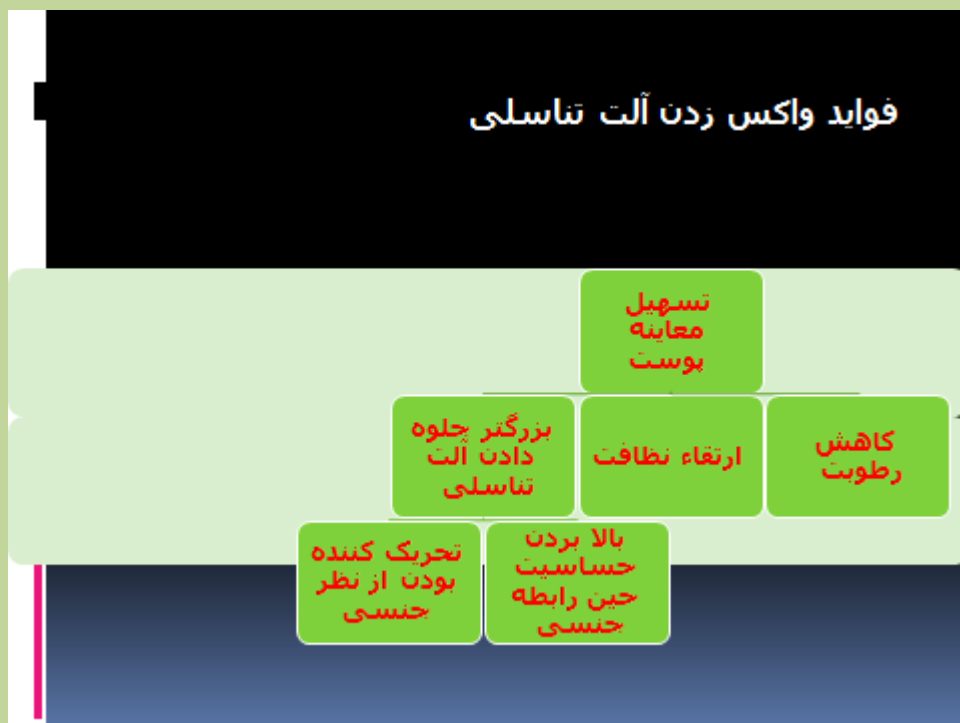 فواید واکس زدن آلت تناسلی
تسهیل
معاینه
پوست
کاهش
رطوبت
ارتقاء نظافت
بزرگتر جلوه
دادن آلت
تناسلی
بالا بردن
حساسیت
حین رابطه
جنسی
تحریک کننده
بودن از نظر
جنسی